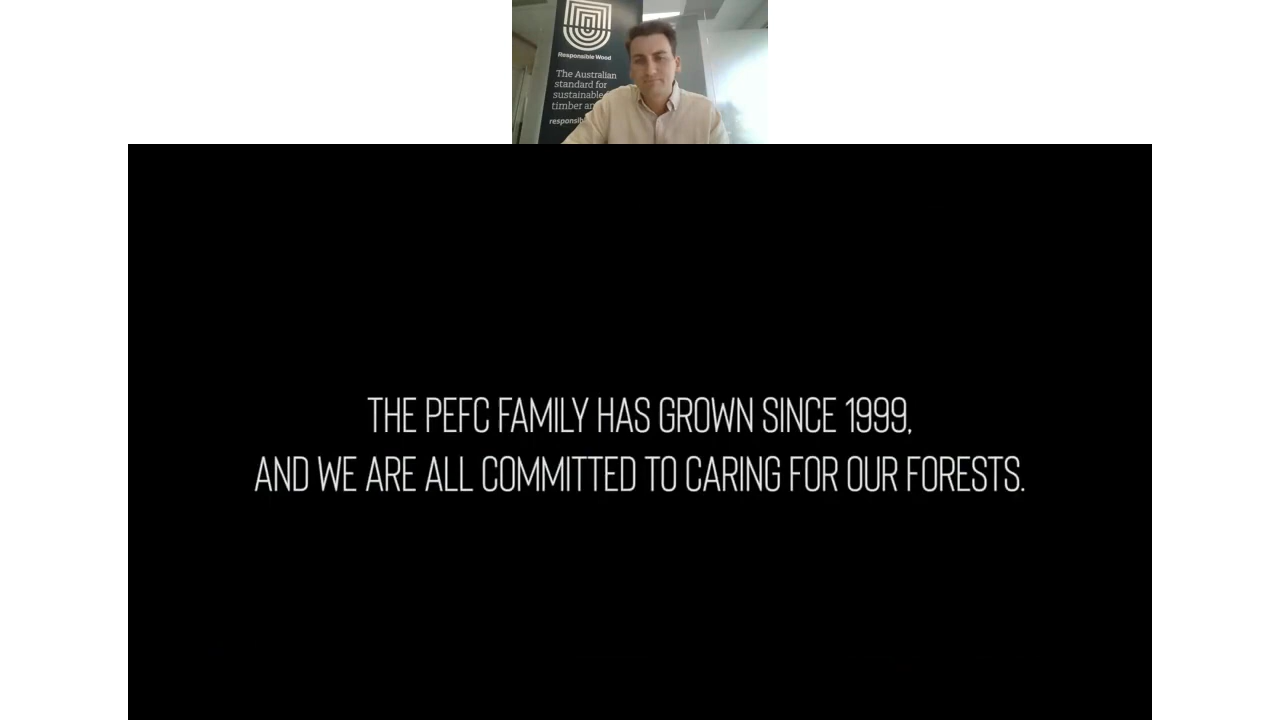 Responsible Wood
The Australian
standard for
sustainable
timber
THE PEFC FAMILY HAS GROWN SINCE 1999,
AND WE ARE ALL COMMITTED TO CARING FOR OUR FORESTS.